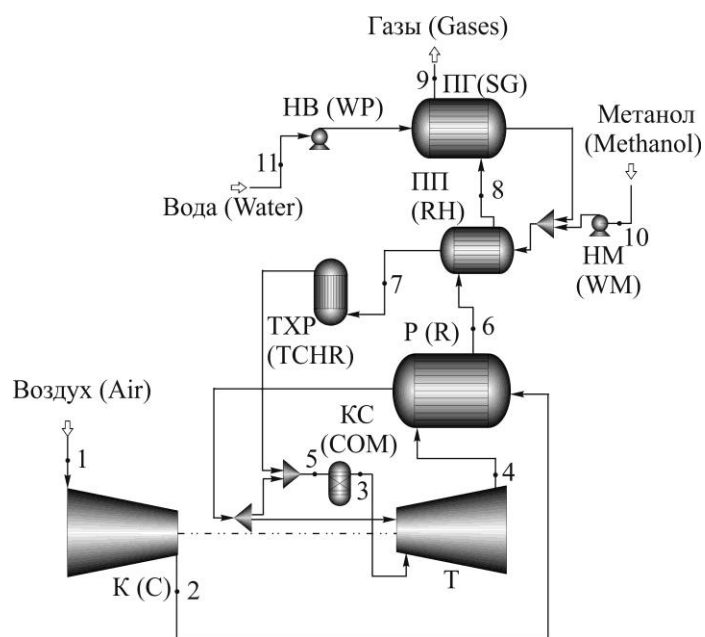 Газы (Gases)
9
ПГ(SG)
НВ (WP)
Метанол
(Methanol)
11
Вода (Water)
8
ПП
(RH)
10
НМ
(WM)
7
ТХР
(TCHR)
6
Р (R)
Воздух (Air)
КС
(COM)
1
5
3
4
К (C)
2
Т